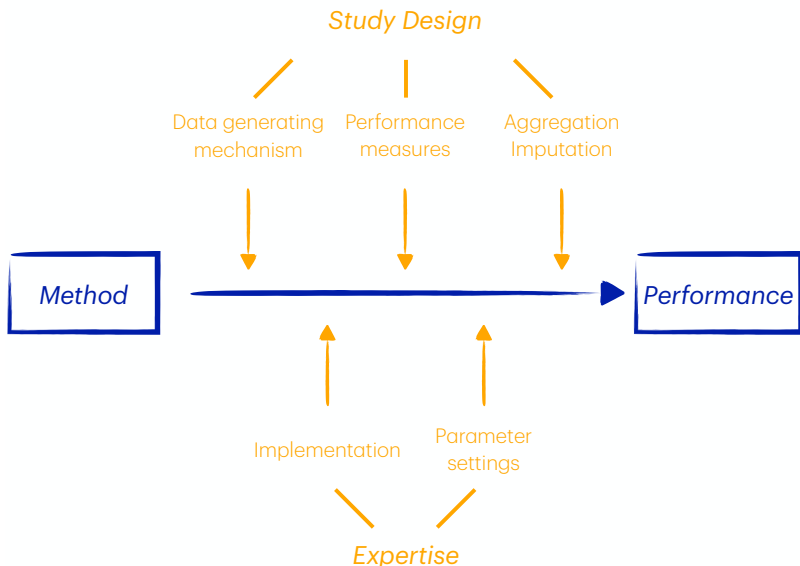 Study Design
Data generating
mechanism
Performance
measures
Aggregation
Imputation
Method
Performance
Implementation
Parameter
settings
Expertise